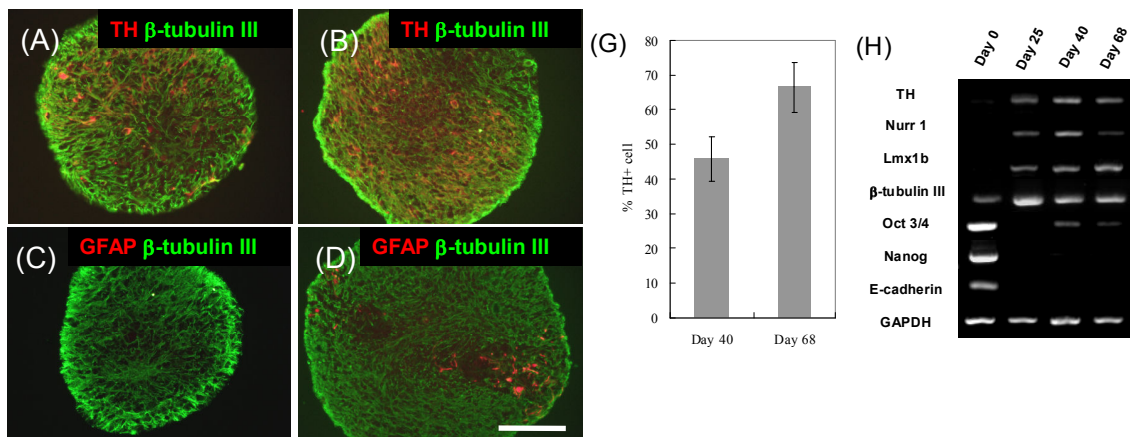 (A) TH β-tubulin III
(B) TH β-tubulin III
(C) GFAP β-tubulin III
(D) GFAP β-tubulin III
(G)
% TH+ cell
80
70
60
50
40
30
20
10
0
Day 40 Day 68
(H)
Day 0 Day 25 Day 40 Day 68
TH
Nurr 1
Lmx1b
β-tubulin III
Oct 3/4
Nanog
E-cadherin
GAPDH